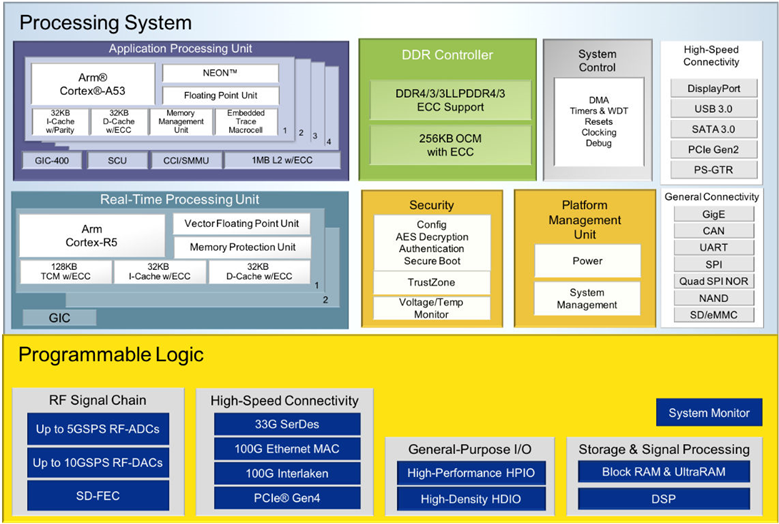 Processing System
Application Processing Unit
Arm®
Cortex®-A53
NEON™
Floating Point Unit
32KB
I-Cache
w/Parity
32KB
D-Cache
w/ECC
Memory
Management
Unit
Embedded
Trace
Macrocell
1
2
3
4
GIC-400
SCU
CCI/SMMU
1MB L2 w/ECC
DDR Controller
DDR4/3/3LLPDDR4/3
ECC Support
256KB OCM
with ECC
System
Control
DMA
Timers & WDT
Resets
Clocking
Debug
High-Speed
Connectivity
DisplayPort
USB 3.0
SATA 3.0
PCIe Gen2
PS-GTR
Real-Time Processing Unit
Arm
Cortex-R5
Vector Floating Point Unit
Memory Protection Unit
128KB
TCM w/ECC
32KB
I-Cache w/ECC
32KB
D-Cache w/ECC
1
2
GIC
Security
Config
AES Decryption
Authentication
Secure Boot
TrustZone
Voltage/Temp
Monitor
Platform
Management
Unit
Power
System
Management
General Connectivity
GigE
CAN
UART
SPI
Quad SPI NOR
NAND
SD/eMMC
Programmable Logic
RF Signal Chain
Up to 5GSPS RF-ADCs
Up to 10GSPS RF-DACs
SD-FEC
High-Speed Connectivity
33G SerDes
100G Ethernet MAC
100G Interlaken
PCIe® Gen4
General-Purpose I/O
High-Performance HPIO
High-Density HDIO
System Monitor
Storage & Signal Processing
Block RAM & UltraRAM
DSP